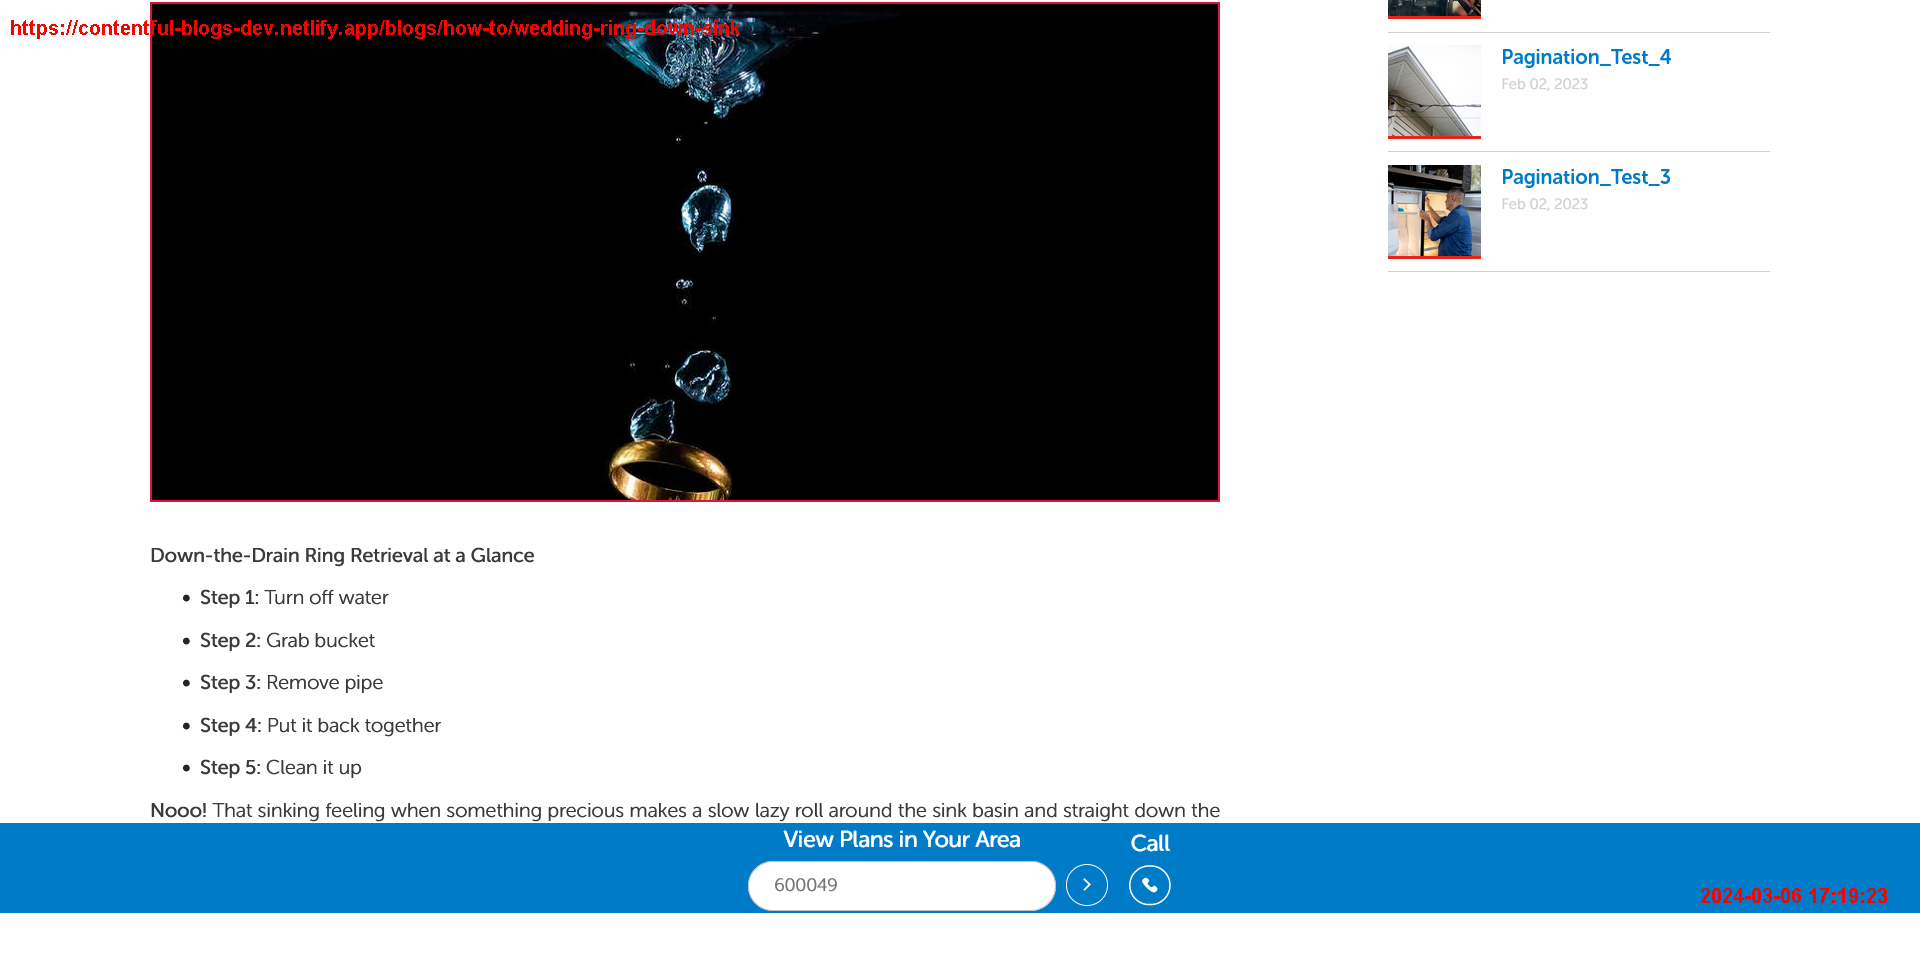 https://contentful-blogs-dev.netlify.app/blogs/how-to/wedding-ring-down-sink
Pagination_Test_4
Feb 02, 2023
Pagination_Test_3
Feb 02, 2023
Down-the-Drain Ring Retrieval at a Glance
• Step 1: Turn off water
• Step 2: Grab bucket
• Step 3: Remove pipe
• Step 4: Put it back together
• Step 5: Clean it up
Nooo! That sinking feeling when something precious makes a slow lazy roll around the sink basin and straight down the
View Plans in Your Area
Call
600049
2024-03-06 17:19:23